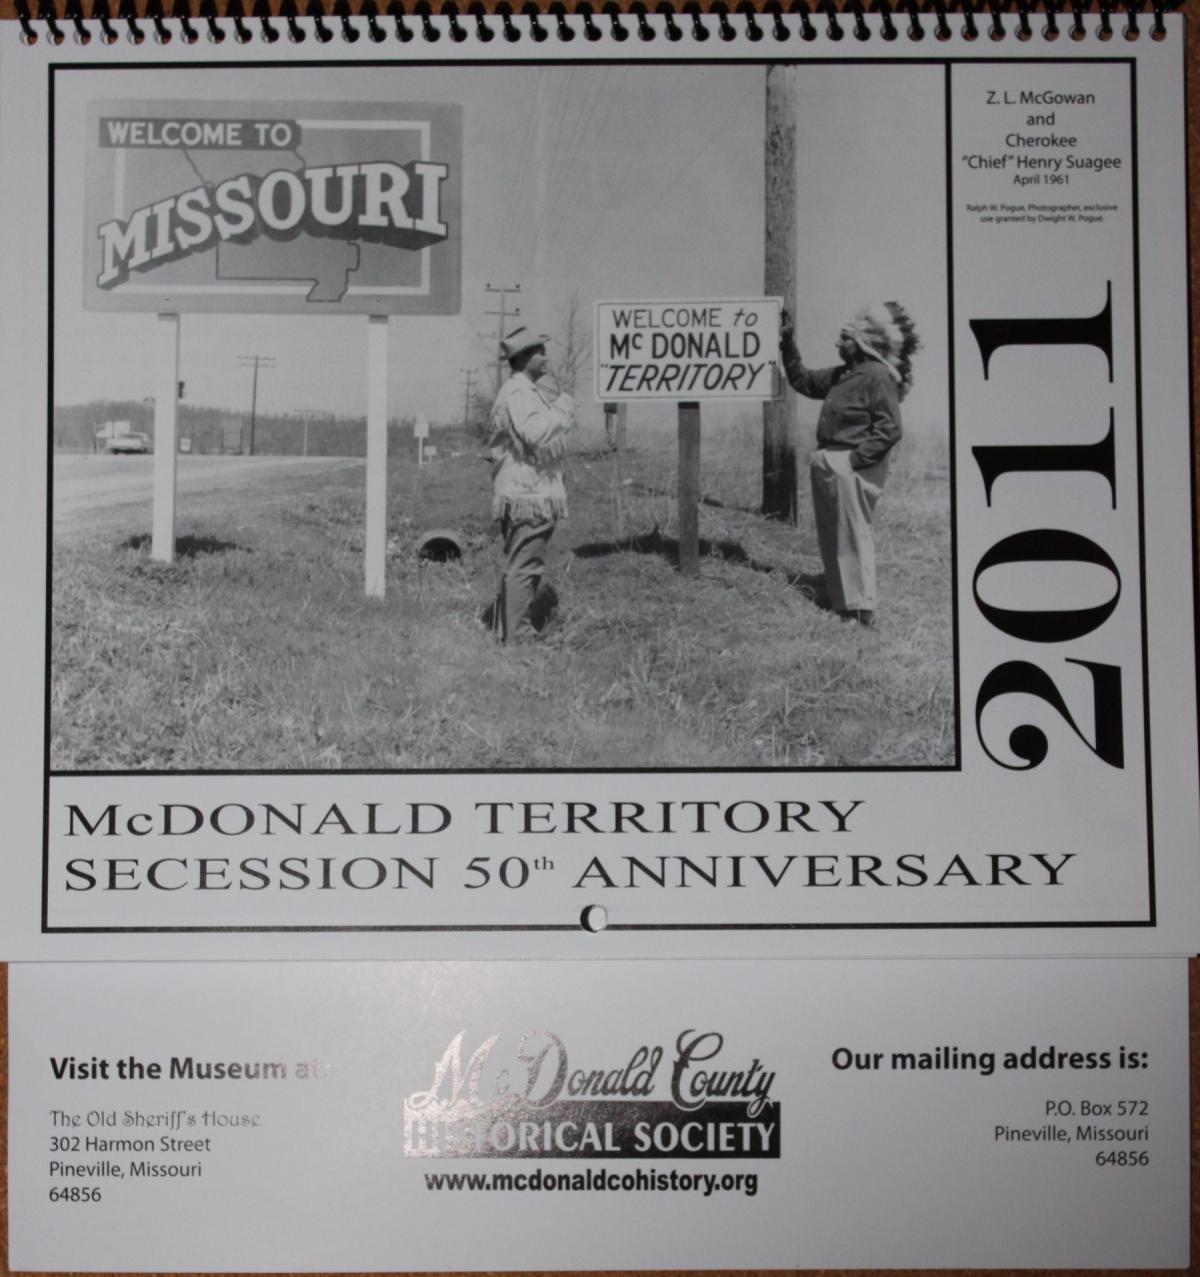 WELCOME TO
MISSOURI
WELCOME to
Mc DONALD
"TERRITORY"
Z. L. McGowan
and
Cherokee
"Chief" Henry Suagee
April 1961
Ralph W. Pogue, Photographer, exclusive
use granted by Dwight W. Pogue.
2011
McDONALD TERRITORY
SECESSION 50th ANNIVERSARY
Visit the Museum at:
The Old Sheriff's House
302 Harmon Street
Pineville, Missouri
64856
McDonald County
HISTORICAL SOCIETY
www.mcdonaldcohistory.org
Our mailing address is:
P.O. Box 572
Pineville, Missouri
64856